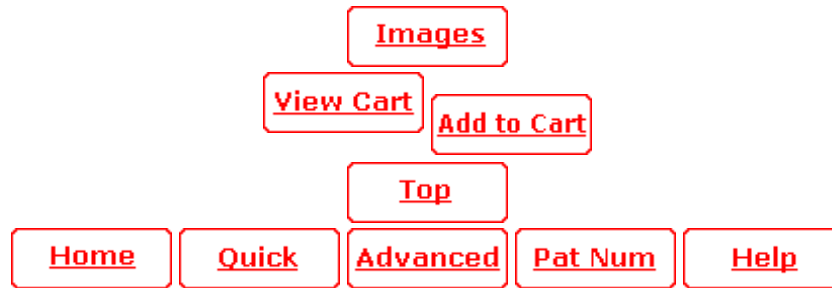 Images
View Cart
Add to Cart
Top
Home Quick Advanced Pat Num Help